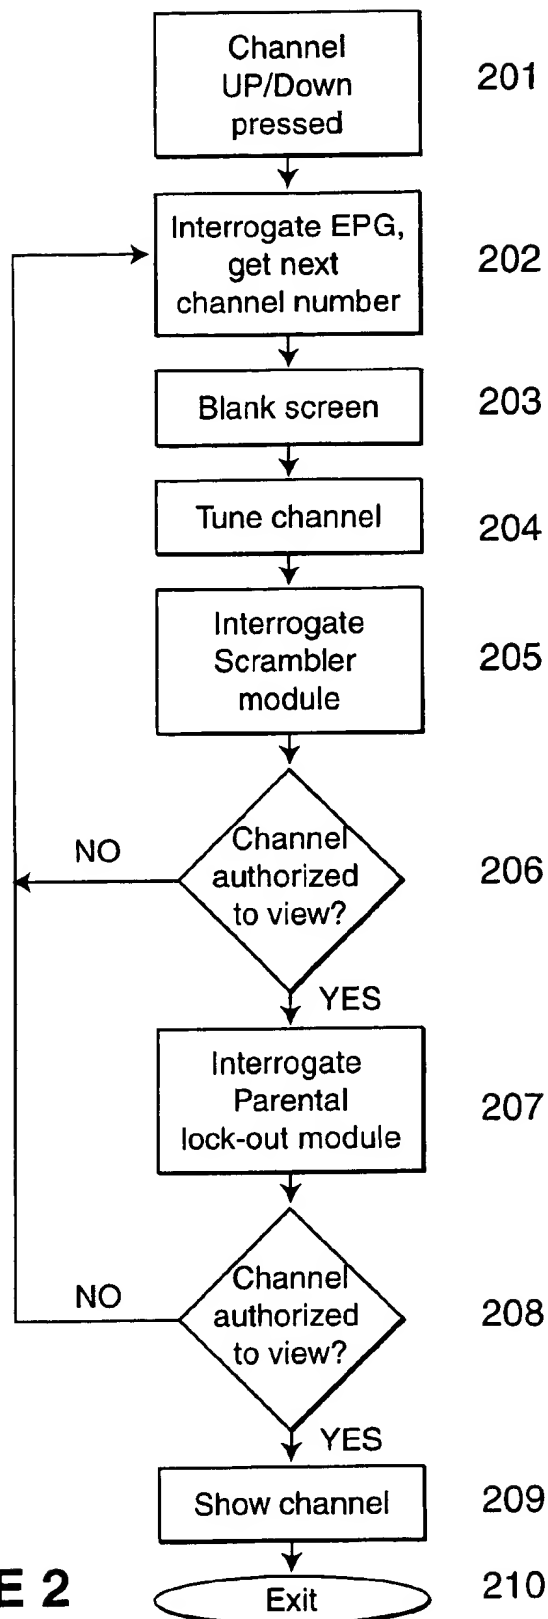 Channel
UP/Down
pressed
201
Interrogate EPG,
get next
channel number
202
Blank screen
203
Tune channel
204
Interrogate
Scrambler
module
205
Channel
authorized
to view?
206
NO
YES
Interrogate
Parental
lock-out module
207
Channel
authorized
to view?
208
NO
YES
Show channel
209
Exit
210
E 2